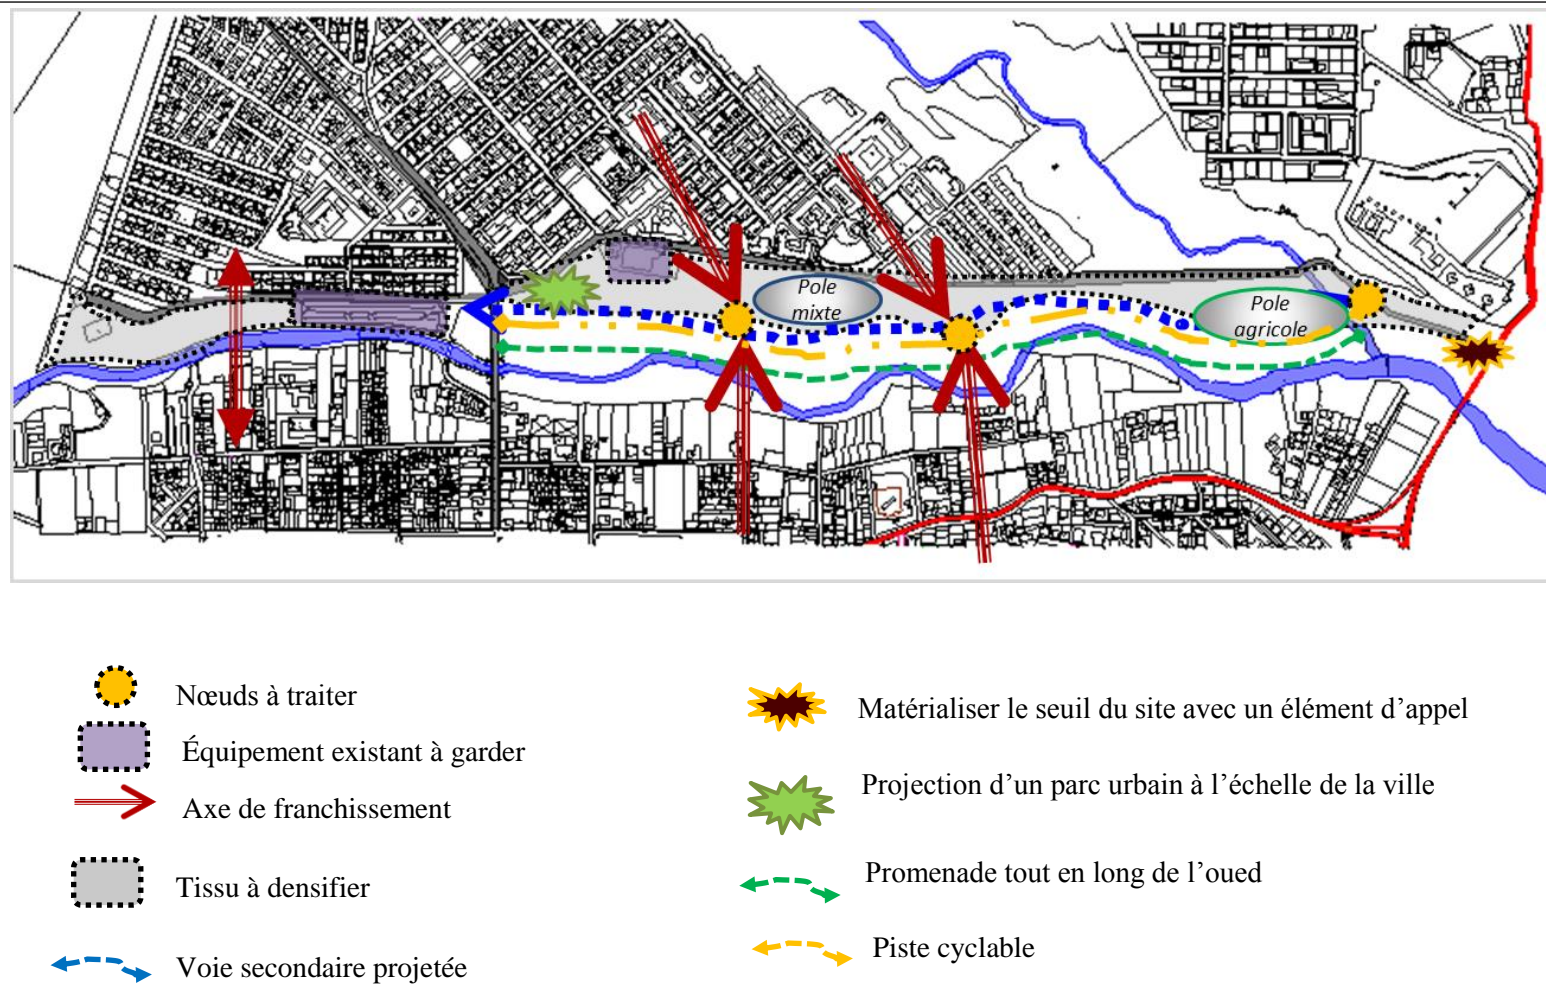 Pole
mixte
Pole
agricole
Nœuds à traiter
Équipement existant à garder
Axe de franchissement
Tissu à densifier
Voie secondaire projetée
Matérialiser le seuil du site avec un élément d’appel
Projection d’un parc urbain à l’échelle de la ville
Promenade tout en long de l’oued
Piste cyclable